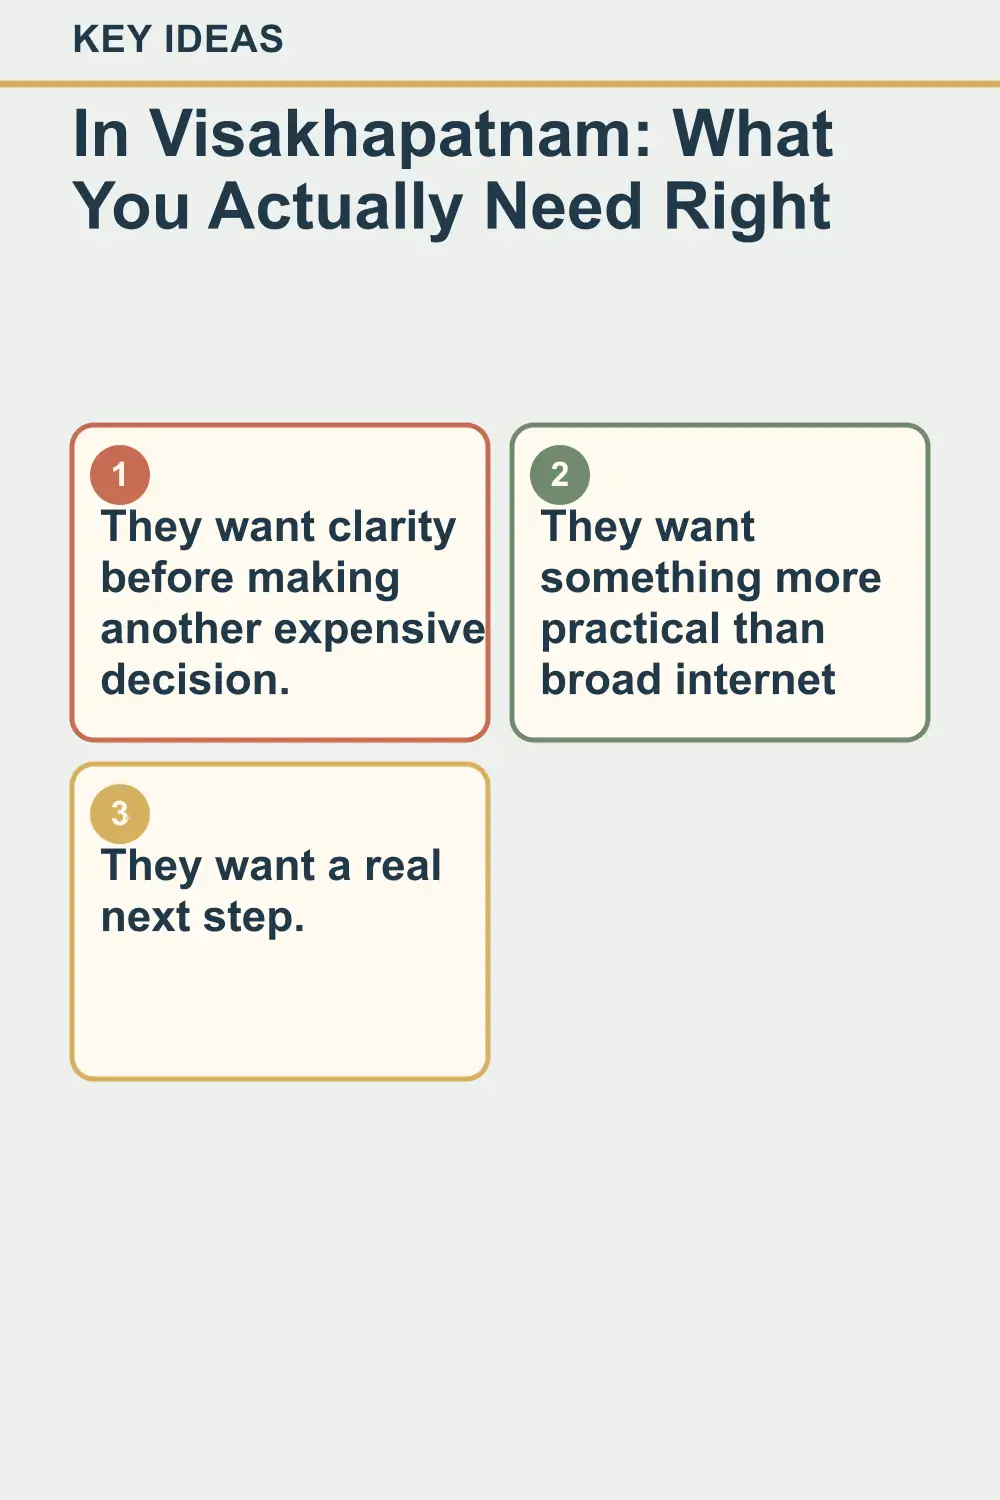 KEY IDEAS
In Visakhapatnam: What
You Actually Need Right
1
They want clarity
before making
another expensive
decision.
2
They want
something more
practical than
broad internet
3
They want a real
next step.